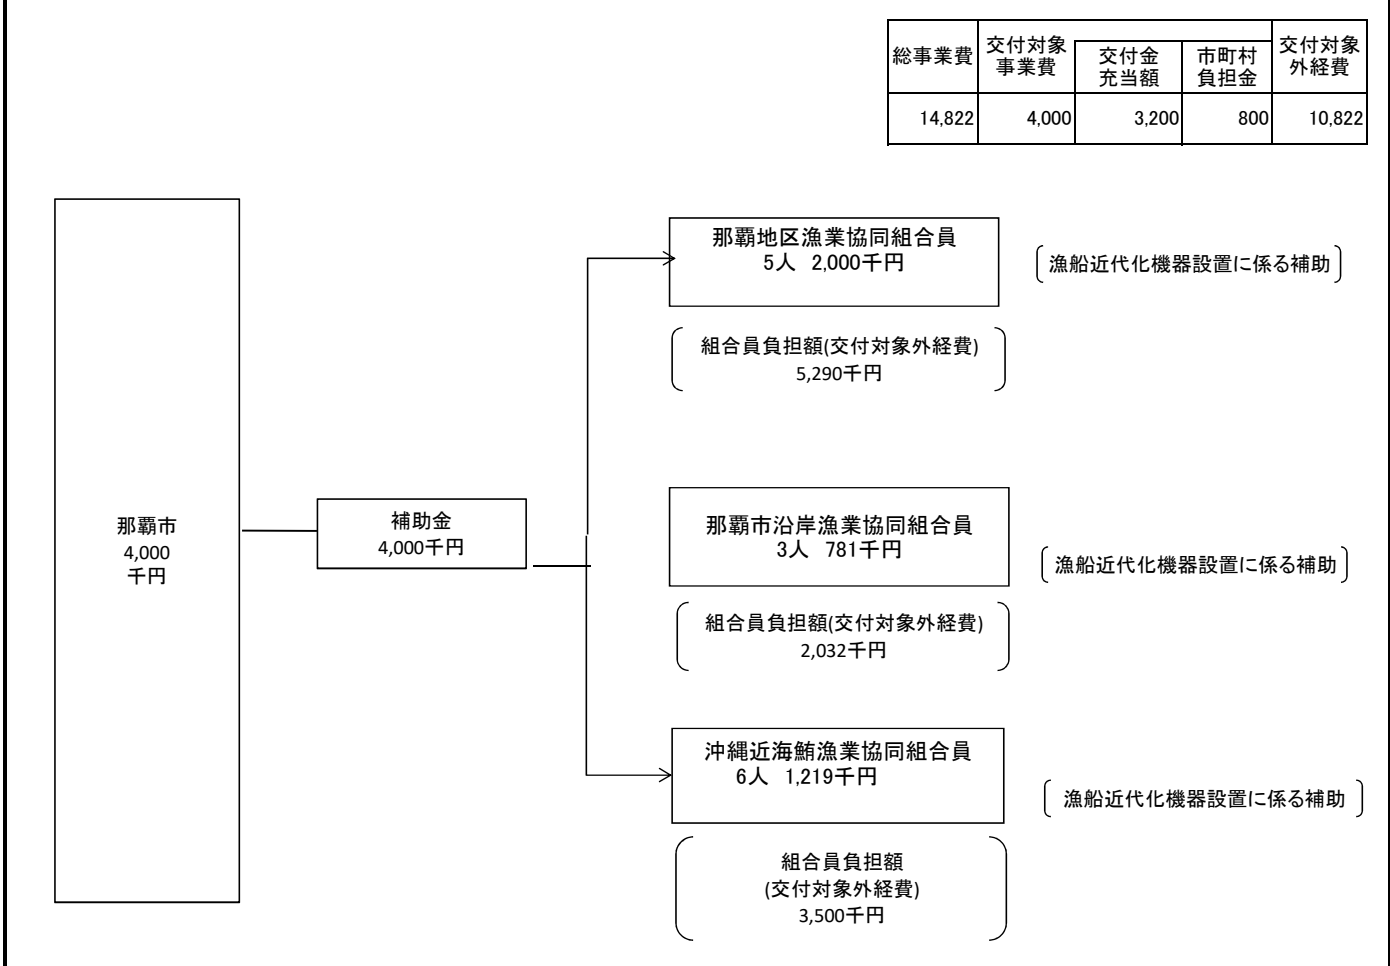 総事業費
交付対象
事業費
交付金
充当額
市町村
負担金
交付対象
外経費
14,822
4,000
3,200
800
10,822
那覇市
4,000
千円
補助金
4,000千円
那覇地区漁業協同組合員
5人 2,000千円
漁船近代化機器設置に係る補助
組合員負担額(交付対象外経費)
5,290千円
那覇市沿岸漁業協同組合員
3人 781千円
漁船近代化機器設置に係る補助
組合員負担額(交付対象外経費)
2,032千円
沖縄近海鮪漁業協同組合員
6人 1,219千円
漁船近代化機器設置に係る補助
組合員負担額
(交付対象外経費)
3,500千円